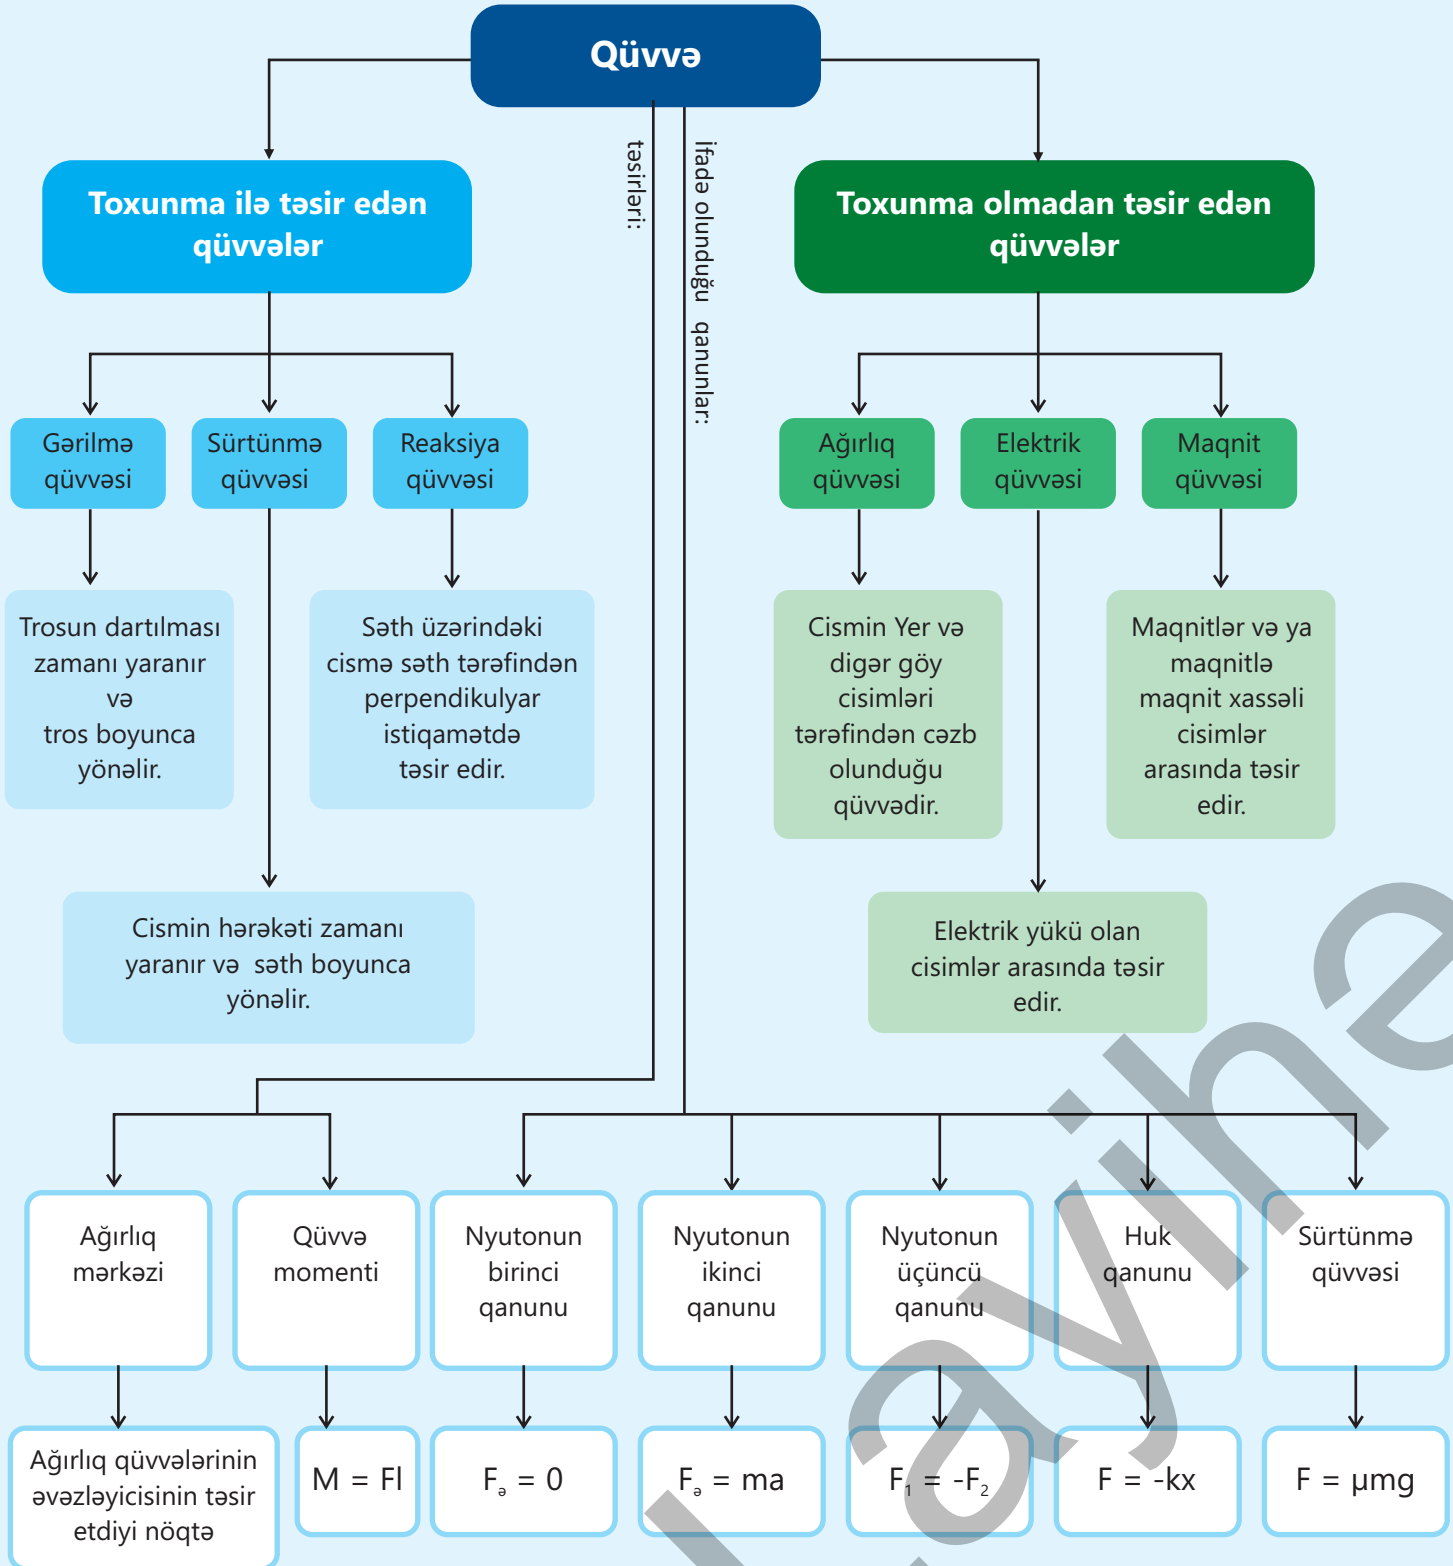 Qüvvə
təsirləri:
İfadə olunduğu qanunlar:
Toxunma ilə təsir edən
qüvvələr
Toxunma olmadan təsir edən
qüvvələr
Gərilmə
qüvvəsi
Sürtünmə
qüvvəsi
Reaksiya
qüvvəsi
Ağırlıq
qüvvəsi
Elektrik
qüvvəsi
Maqnit
qüvvəsi
Trosun dartılması
zamanı yaranır
və
tros boyunca
yönəlir.
Səth üzərindəki
cismə səth tərəfindən
perpendikulyar
istiqamətdə
təsir edir.
Cismin Yer və
digər göy
cisimləri
tərəfindən cəzb
olunduğu
qüvvədir.
Maqnitlər və ya
maqnitlə
maqnit xassəli
cisimlər
arasında təsir
edir.
Cismin hərəkəti zamanı
yaranır və səth boyunca
yönəlir.
Elektrik yükü olan
cisimlər arasında təsir
edir.
Ağırlıq
mərkəzi
Qüvvə
momenti
Nyutonun
birinci
qanunu
Nyutonun
ikinci
qanunu
Nyutonun
üçüncü
qanunu
Huk
qanunu
Sürtünmə
qüvvəsi
Ağırlıq qüvvələrinin
əvəzləyicisinin təsir
etdiyi nöqtə
M = Fl
Fₔ = 0
Fₔ = ma
F₁ = -F₂
F = -kx
F = μmg
Layihe